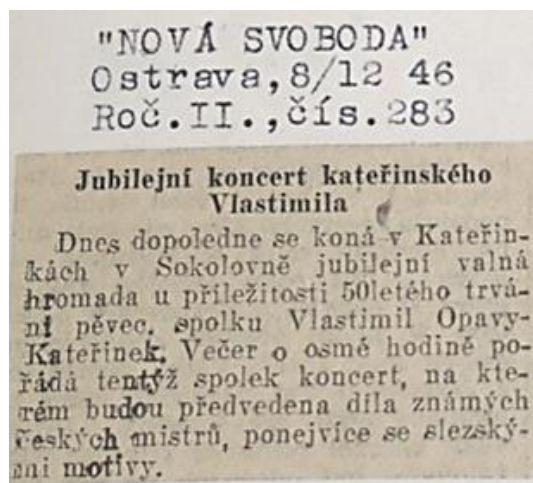 "NOVÁ SVOBODA"
Ostrava,8/12 46
Roč.II.,čís.283
Jubilejní koncert kateřinského
Vlastimila
Dnes dopoledne se koná v Kateřin-
kách v Sokolovně jubilejní valná
hromada u příležitosti 50letého trvá-
ní pěvec. spolku Vlastimil Opavy-
Kateřinek. Večer o osmé hodině po-
řádá tentýž spolek koncert, na kte-
rém budou předvedena díla známých
českých mistrů, ponejvíce se slezský-
mi motivy.